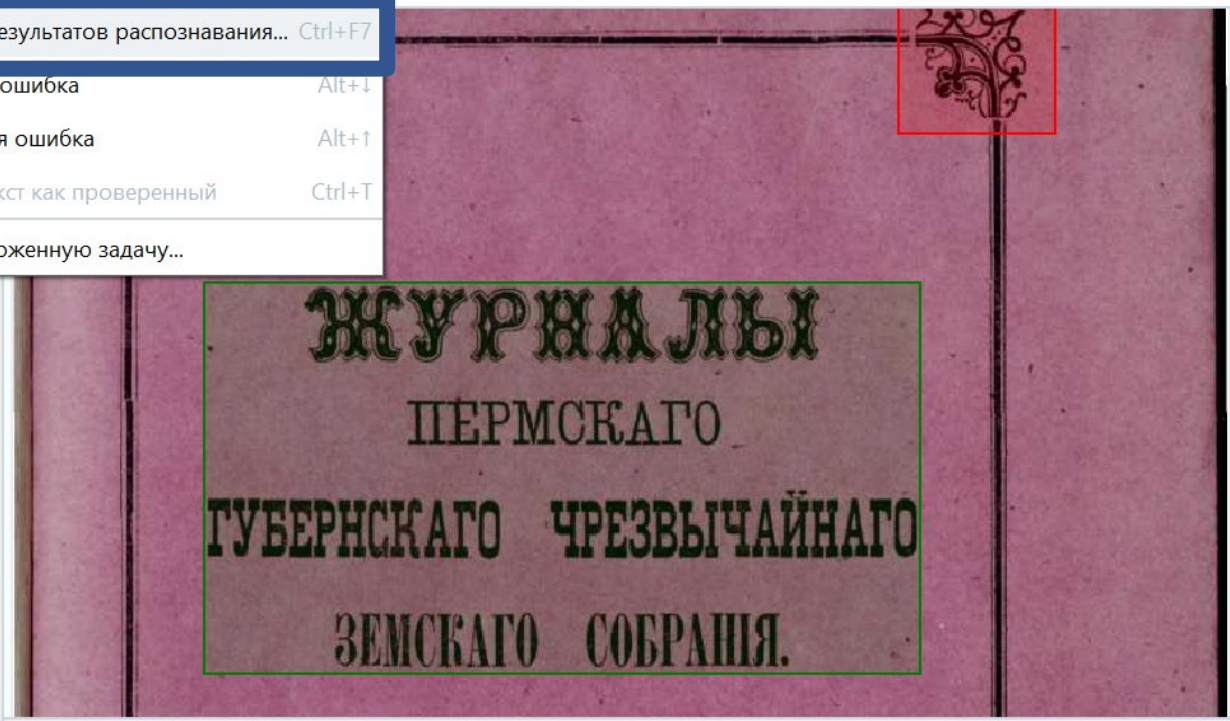 езультатов распознавания... Ctrl+F7
ошибка Alt+↓
я ошибка Alt+↑
кст как проверенный Ctrl+T
оженную задачу...
ЖУРНАЛЫ
ПЕРМСКАГО
ГУБЕРНСКАГО ЧРЕЗВЫЧАЙНАГО
ЗЕМСКАГО СОБРАНІЯ.